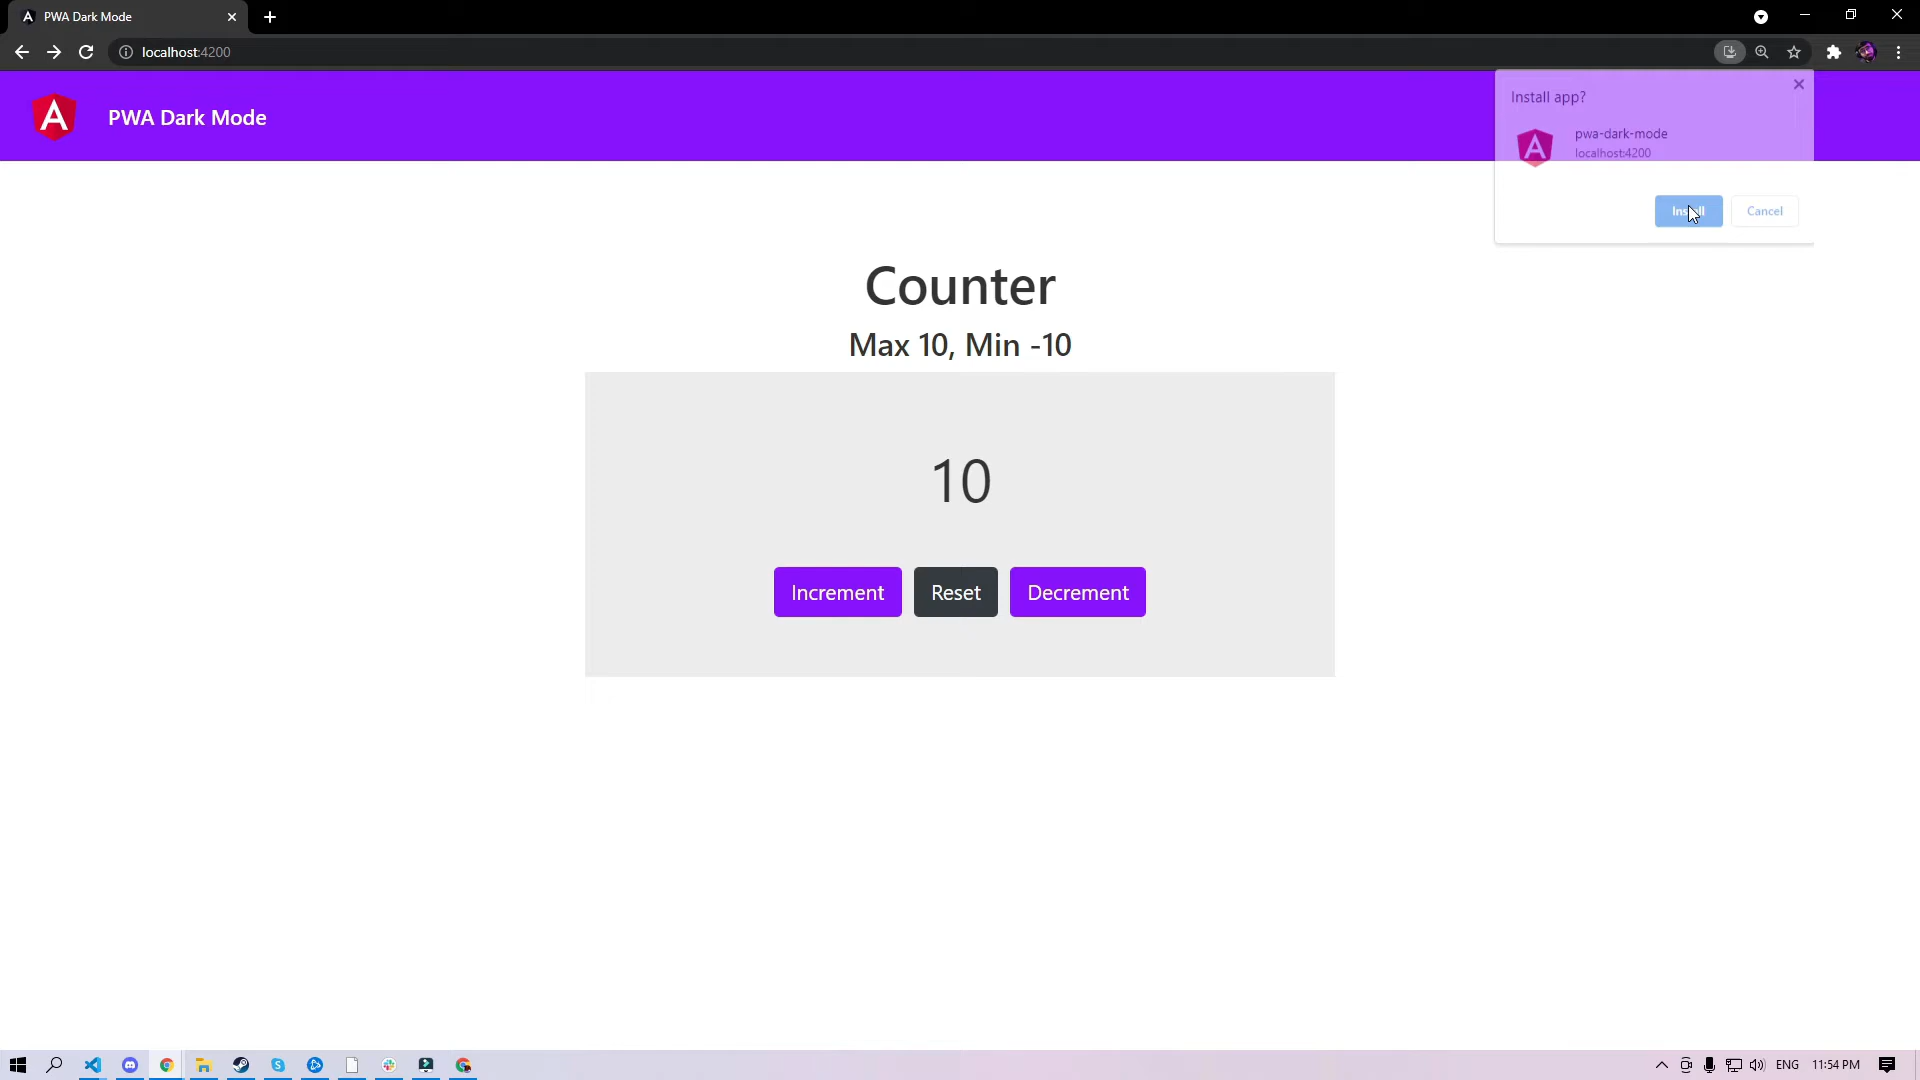 PWA Dark Mode
localhost:4200
PWA Dark Mode
Install app?
pwa-dark-mode
localhost:4200
Install
Cancel
Counter
Max 10, Min -10
10
Increment
Reset
Decrement
ENG
11:54 PM